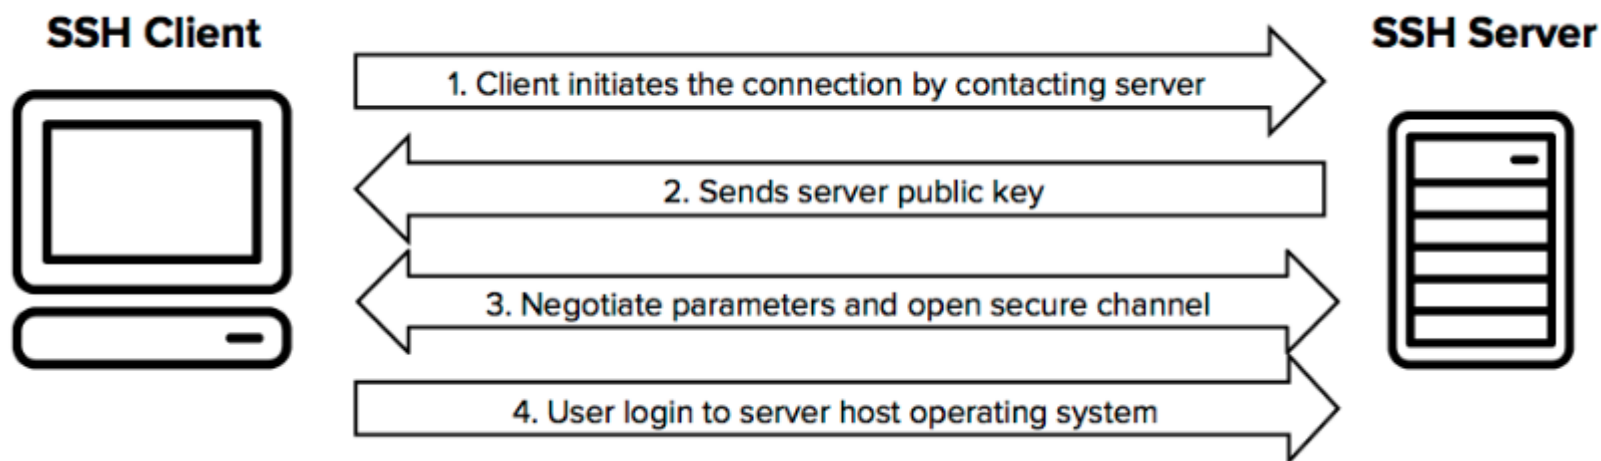 SSH Client
SSH Server
1. Client initiates the connection by contacting server
2. Sends server public key
3. Negotiate parameters and open secure channel
4. User login to server host operating system